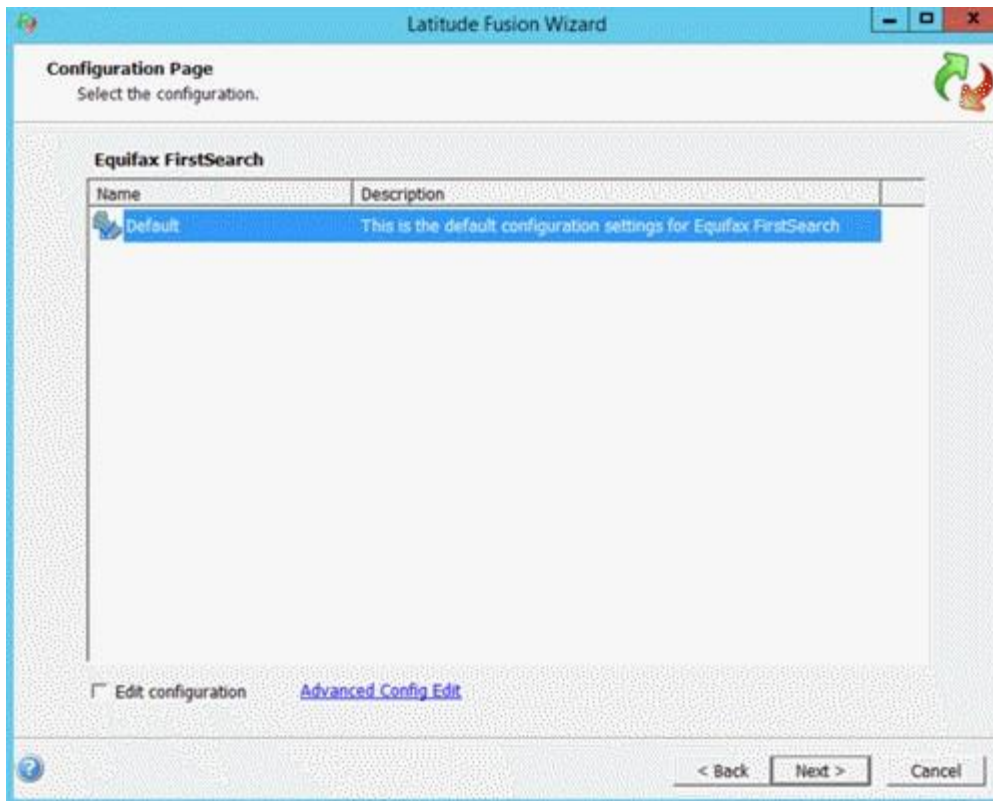 Latitude Fusion Wizard
Configuration Page
Select the configuration.
Equifax FirstSearch
Name Description
Default This is the default configuration settings for Equifax FirstSearch
Edit configuration Advanced Config Edit
< Back Next > Cancel